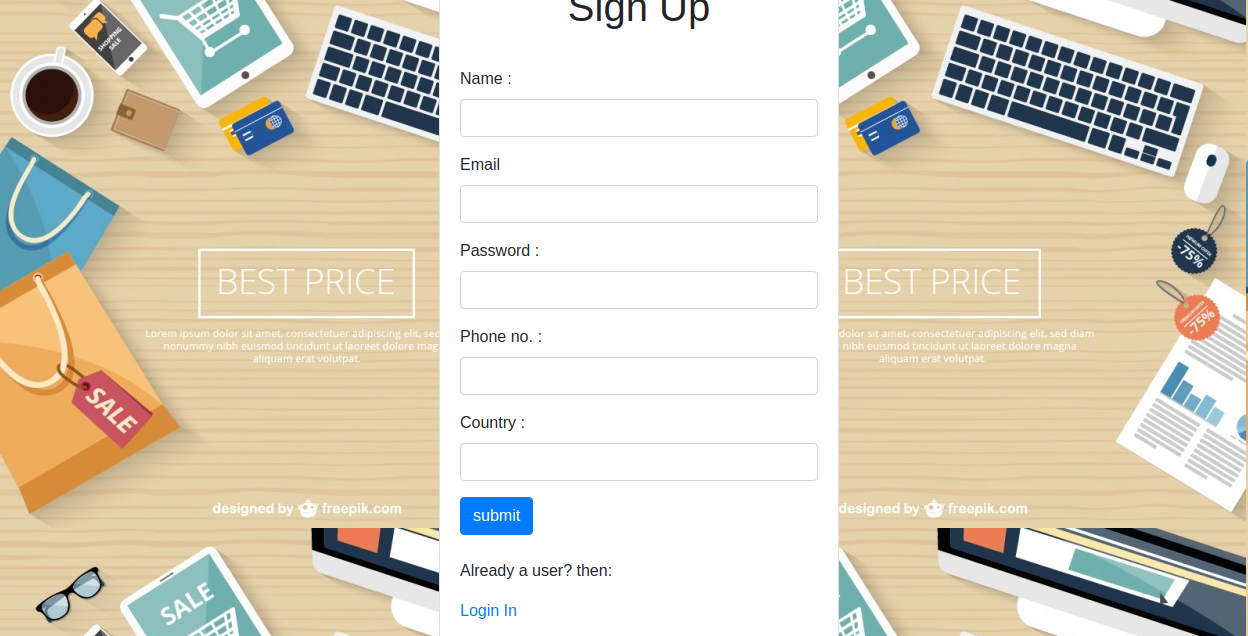 Sign Up
SHOPPING
SALE
Name :
Email
Password :
Phone no. :
Country :
submit
Already a user? then:
Login In
BEST PRICE
Lorem ipsum dolor sit amet, consectetuer adipiscing elit, sed
nonummy nibh euismod tincidunt ut laoreet dolore mag
aliquam erat volutpat.
SALE
designed by freepik.com
SALE
BEST PRICE
dolor sit amet, consectetuer adipiscing elit, sed diam
nibh euismod tincidunt ut laoreet dolore magna
aliquam erat volutpat.
designed by freepik.com
-75%
-75%